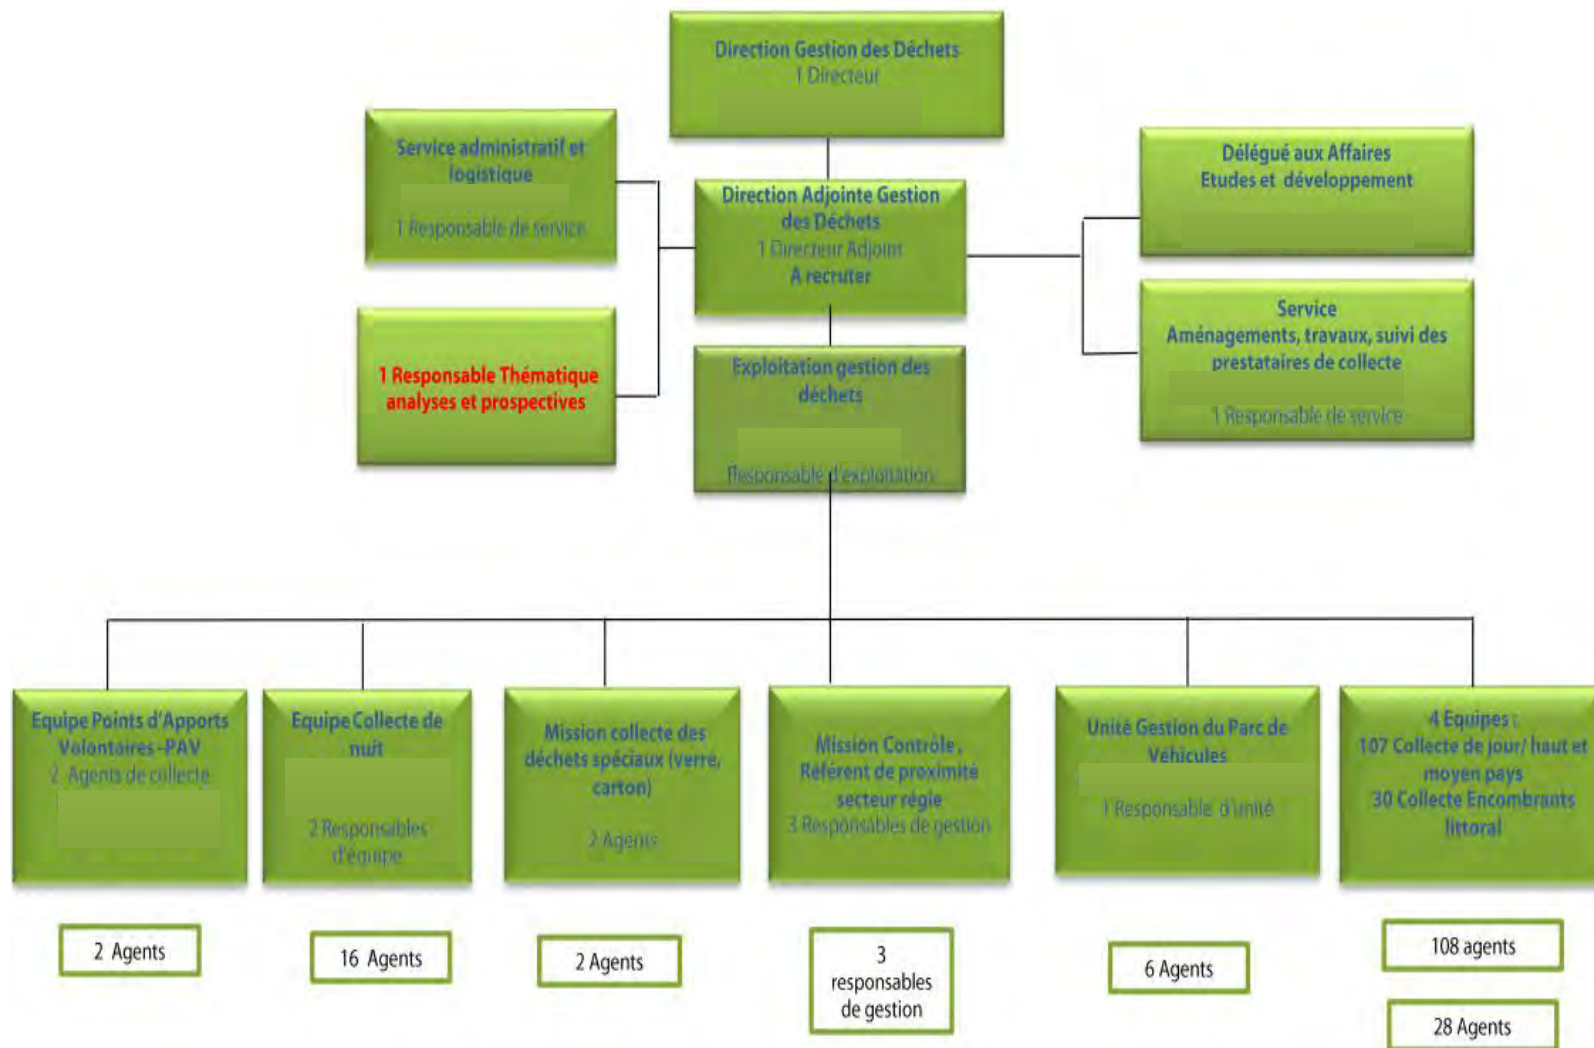 Direction Gestion des Déchets
1 Directeur
Service administratif et
logistique
1 Responsable de service
Direction Adjointe Gestion
des Déchets
1 Directeur Adjoint
A recruter
Délégué aux Affaires
Etudes et développement
1 Responsable Thématique
analyses et prospectives
Exploitation gestion des
déchets
Responsable d'exploitation
Service
Aménagements, travaux, suivi des
prestataires de collecte
1 Responsable de service
Equipe Points d'Apports
Volontaires –PAV
2 Agents de collecte
Equipe Collecte de
nuit
2 Responsables
d'équipe
Mission collecte des
déchets spéciaux (verre,
carton)
2 Agents
Mission Contrôle ,
Référent de proximité
secteur régie
3 Responsables de gestion
Unité Gestion du Parc de
Véhicules
1 Responsable d'unité
4 Equipes :
107 Collecte de jour/ haut et
moyen pays
30 Collecte Encombrants
littoral
2 Agents
16 Agents
2 Agents
3
responsables
de gestion
6 Agents
108 agents
28 Agents